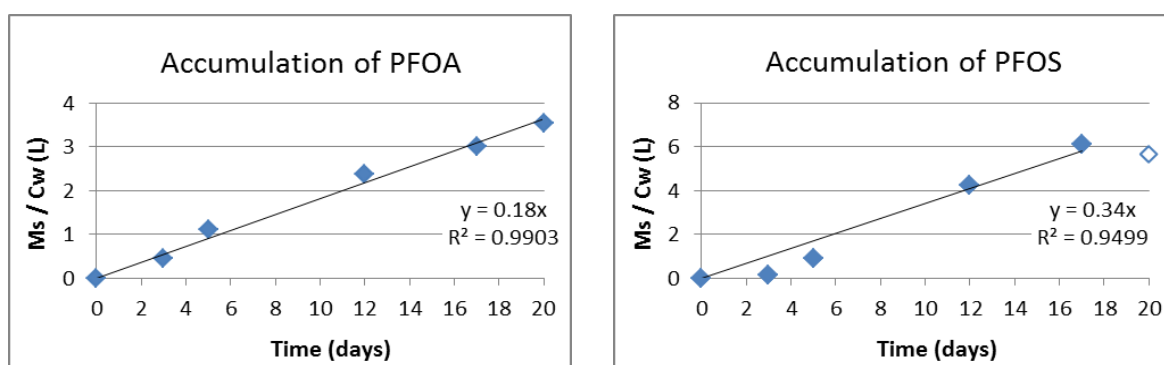 Accumulation of PFOA
4
3
2
1
0
Ms / Cw (L)
y = 0.18x
R² = 0.9903
0 2 4 6 8 10 12 14 16 18 20
Time (days)
Accumulation of PFOS
8
6
4
2
0
Ms / Cw (L)
y = 0.34x
R² = 0.9499
0 2 4 6 8 10 12 14 16 18 20
Time (days)